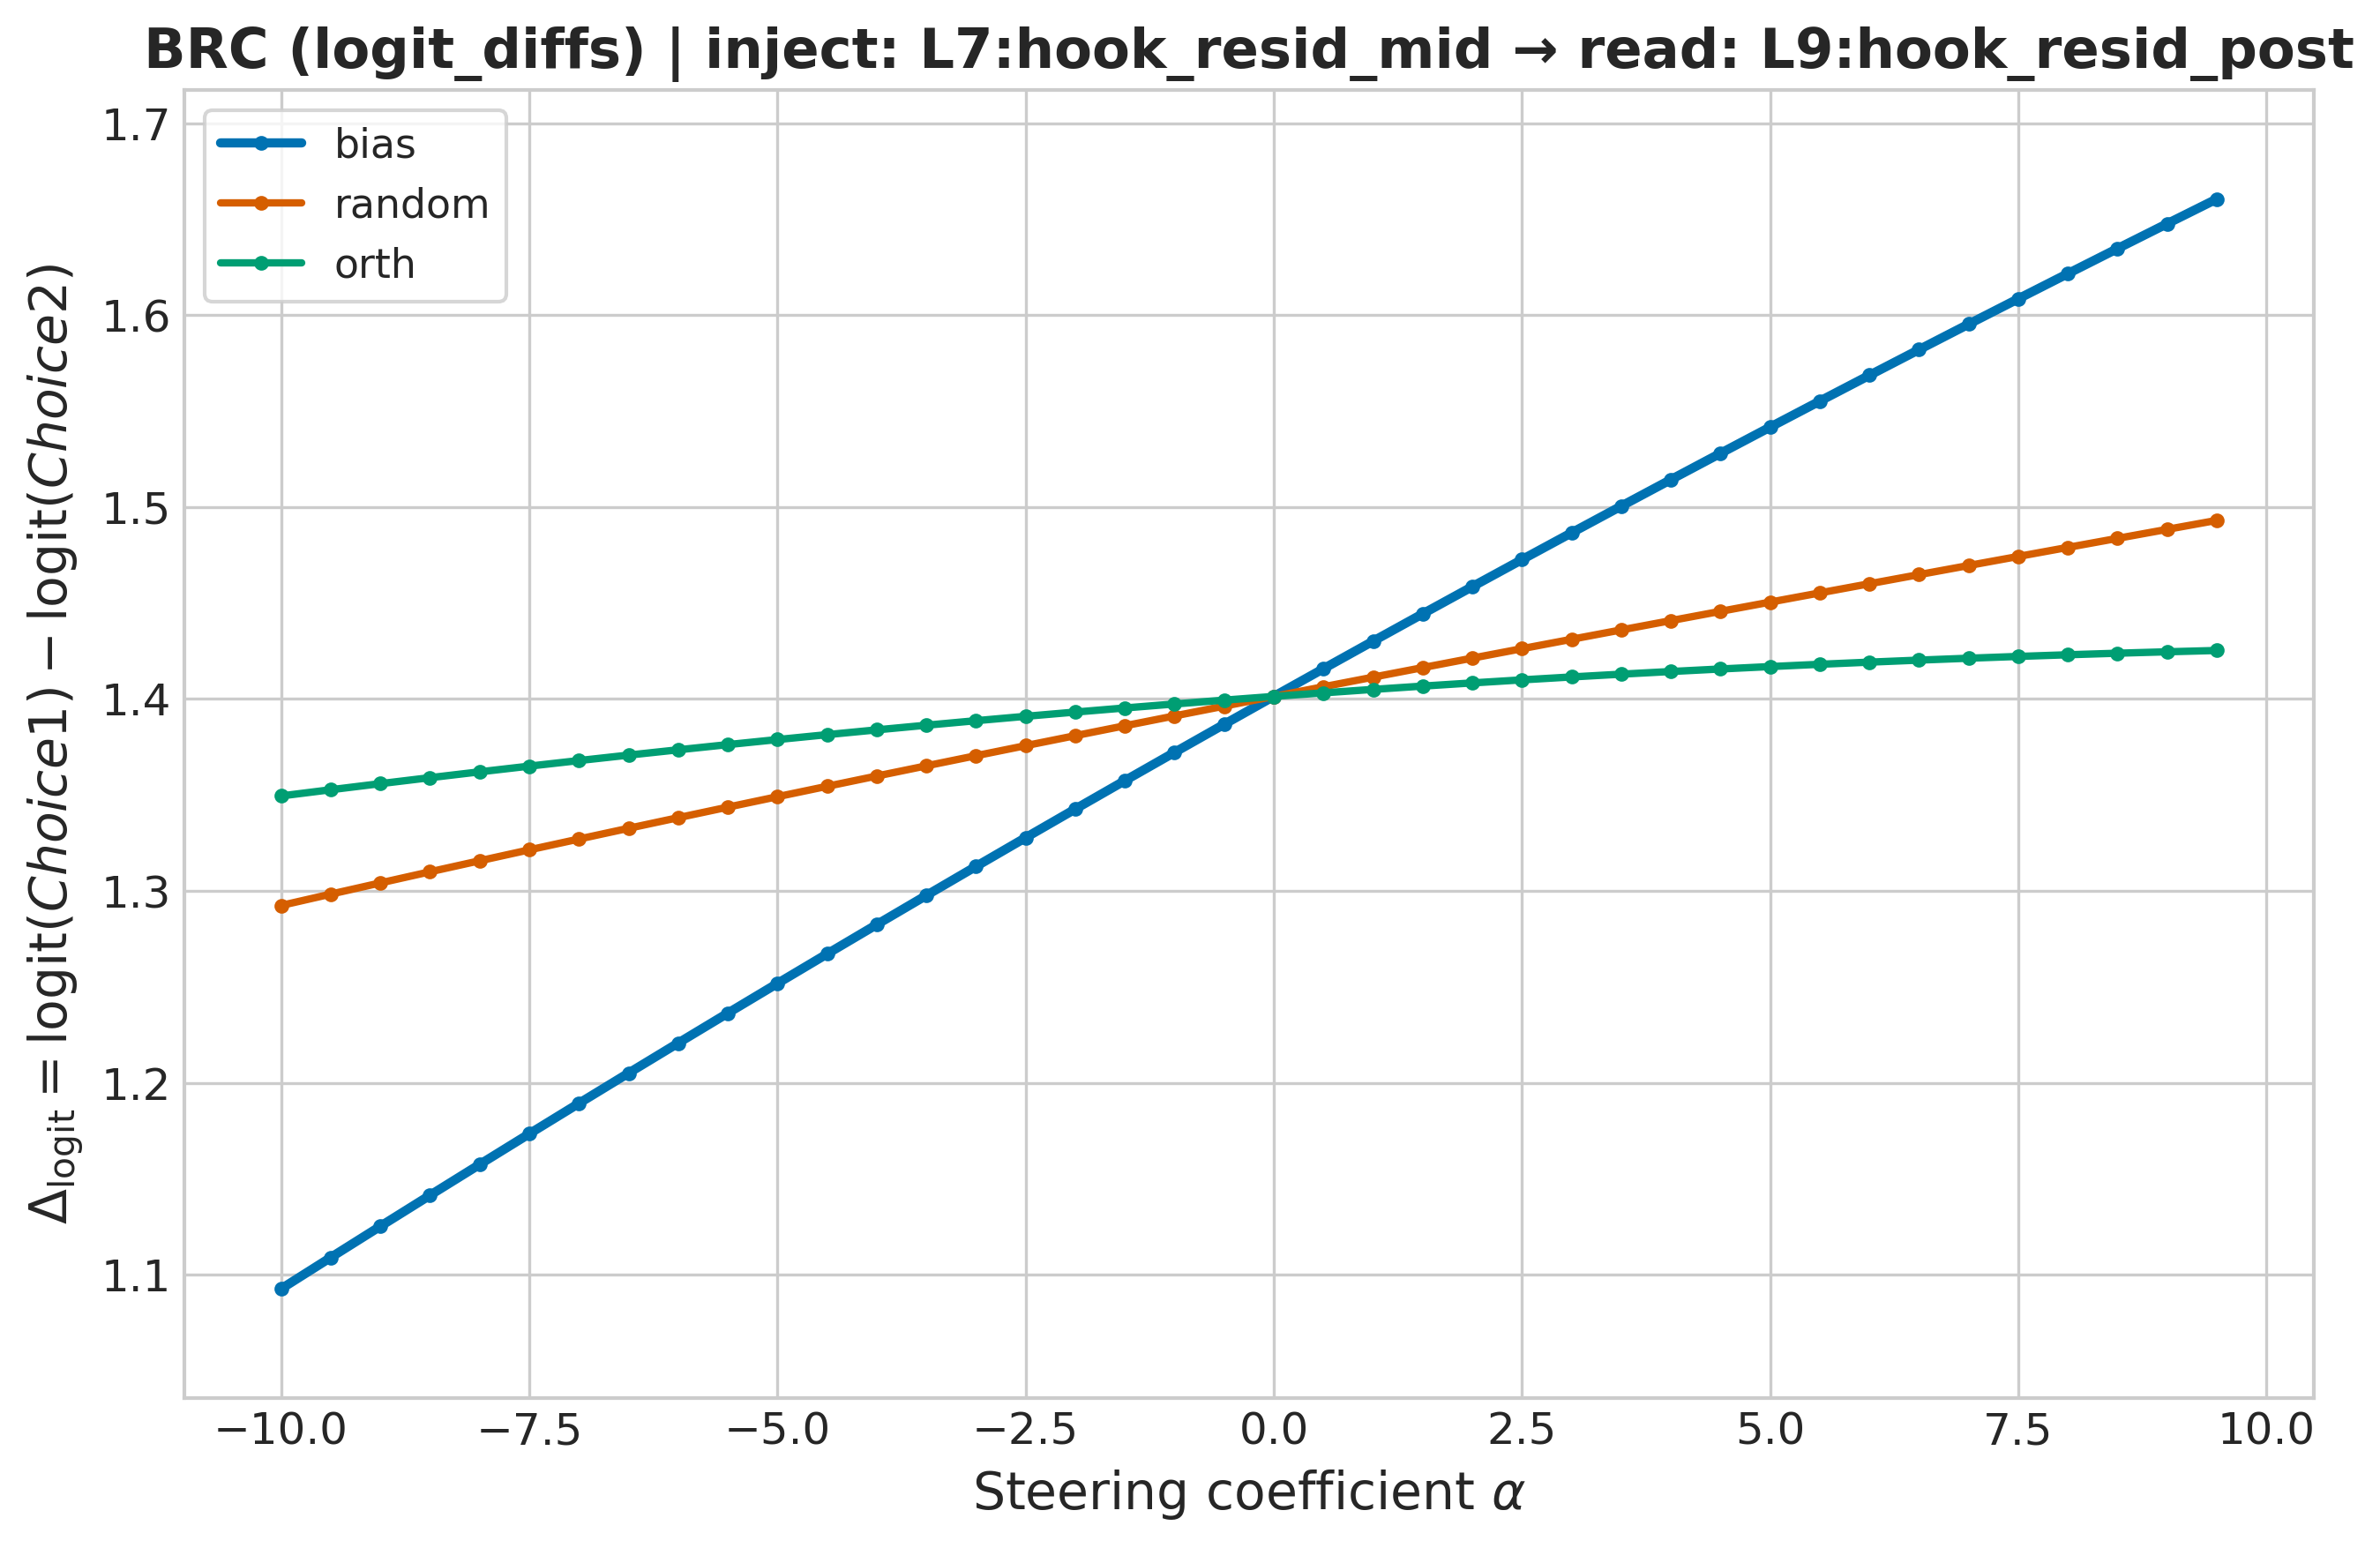 BRC (logit_diffs) | inject: L7:hook_resid_mid → read: L9:hook_resid_post
bias
random
orth
Δlogit = logit(Choice1) − logit(Choice2)
1.7
1.6
1.5
1.4
1.3
1.2
1.1
−10.0 −7.5 −5.0 −2.5 0.0 2.5 5.0 7.5 10.0
Steering coefficient α